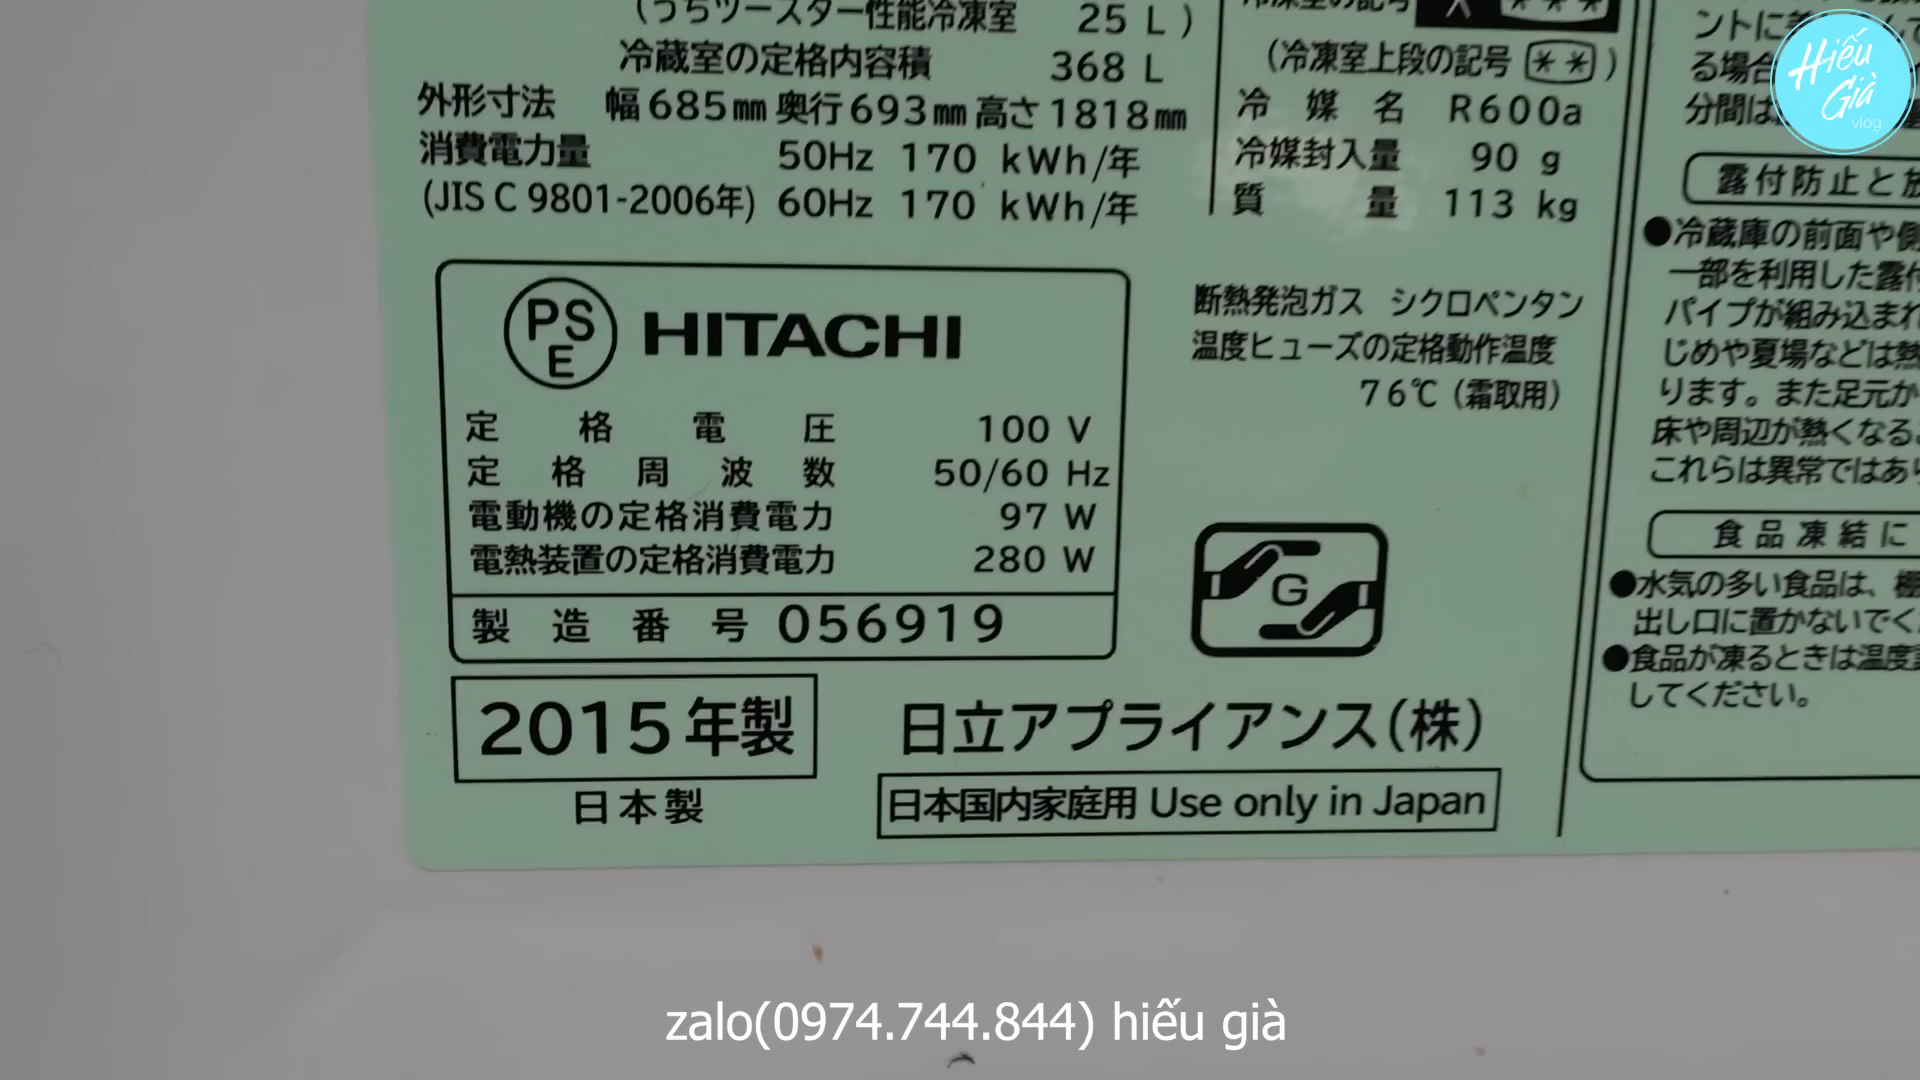 (うちツースター性能冷凍室 25 L )
冷蔵室の定格内容積 368 L
外形寸法 幅685mm 奥行693mm 高さ1818mm
消費電力量 50Hz 170 kWh/年
(JIS C 9801-2006年) 60Hz 170 kWh/年
(冷凍室上段の記号 ** )
冷媒名 R600a
冷媒封入量 90 g
質量 113 kg
PS
E
HITACHI
定格電圧 100 V
定格周波数 50/60 Hz
電動機の定格消費電力 97 W
電熱装置の定格消費電力 280 W
製造番号 056919
2015年製
日本製
断熱発泡ガス シクロペンタン
温度ヒューズの定格動作温度
76℃ (霜取用)
G
日立アプライアンス(株)
日本国内家庭用 Use only in Japan
ントに
る場合
分間は
露付防止と放
●冷蔵庫の前面や側
一部を利用した露付
パイプが組み込まれ
じめや夏場などは熱
ります。また足元か
床や周辺が熱くなる
これらは異常ではあ
食品凍結に
●水気の多い食品は、棚
出し口に置かないでく
●食品が凍るときは温度
してください。
Hiếu
Già
vlog
zalo(0974.744.844) hiếu già